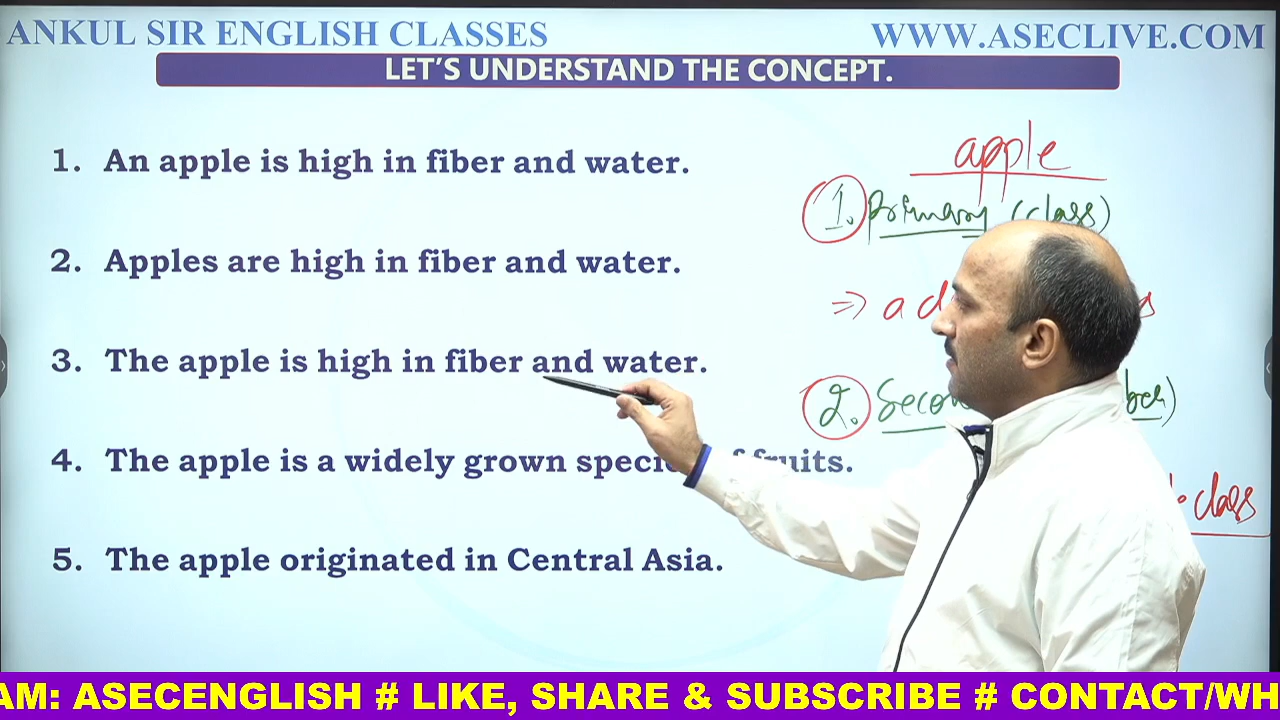 ANKUL SIR ENGLISH CLASSES
WWW.ASECLIVE.COM
LET'S UNDERSTAND THE CONCEPT.
1. An apple is high in fiber and water.
2. Apples are high in fiber and water.
3. The apple is high in fiber and water.
4. The apple is a widely grown fruits.
5. The apple originated in Central Asia.
apple
1. Primary (class)
⇒ a
2.
class
AM: ASECENGLISH # LIKE, SHARE & SUBSCRIBE # CONTACT/WH